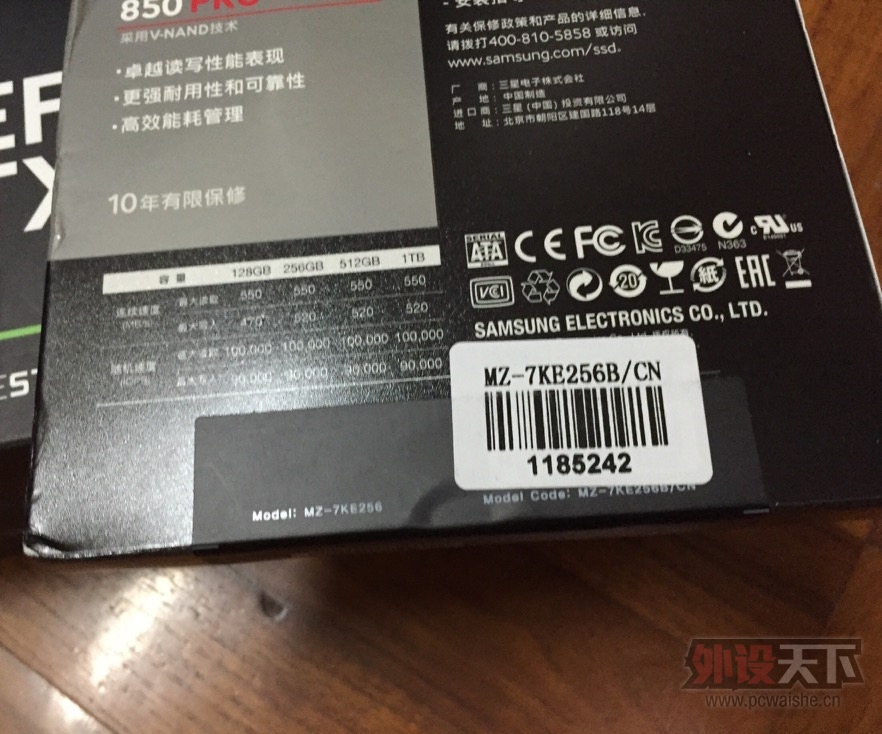 850 PRO
采用V-NAND技术
·卓越读写性能表现
·更强耐用性和可靠性
·高效能耗管理
10年有限保修
有关保修政策和产品的详细信息,
请拨打400-810-5858 或访问
www.samsung.com/ssd。
厂 商：三星电子株式会社
产 地：中国制造
进口商：三星（中国）投资有限公司
地 址：北京市朝阳区建国路118号14层
容量 128GB 256GB 512GB 1TB
连续速度 最大读取 550 550 550 550
(MB/s) 最大写入 470 520 520 520
随机速度 最大读取 100,000 100,000 100,000 100,000
(IOPS) 最大写入 90,000 90,000 90,000 90,000
SERIAL ATA CE FC D33475 N363 c RU US
VCCI 20 紙 EAC
SAMSUNG ELECTRONICS CO., LTD.
MZ-7KE256B/CN
1185242
Model: MZ-7KE256
Model Code: MZ-7KE256B/CN
外设天下
www.pcwaishe.cn